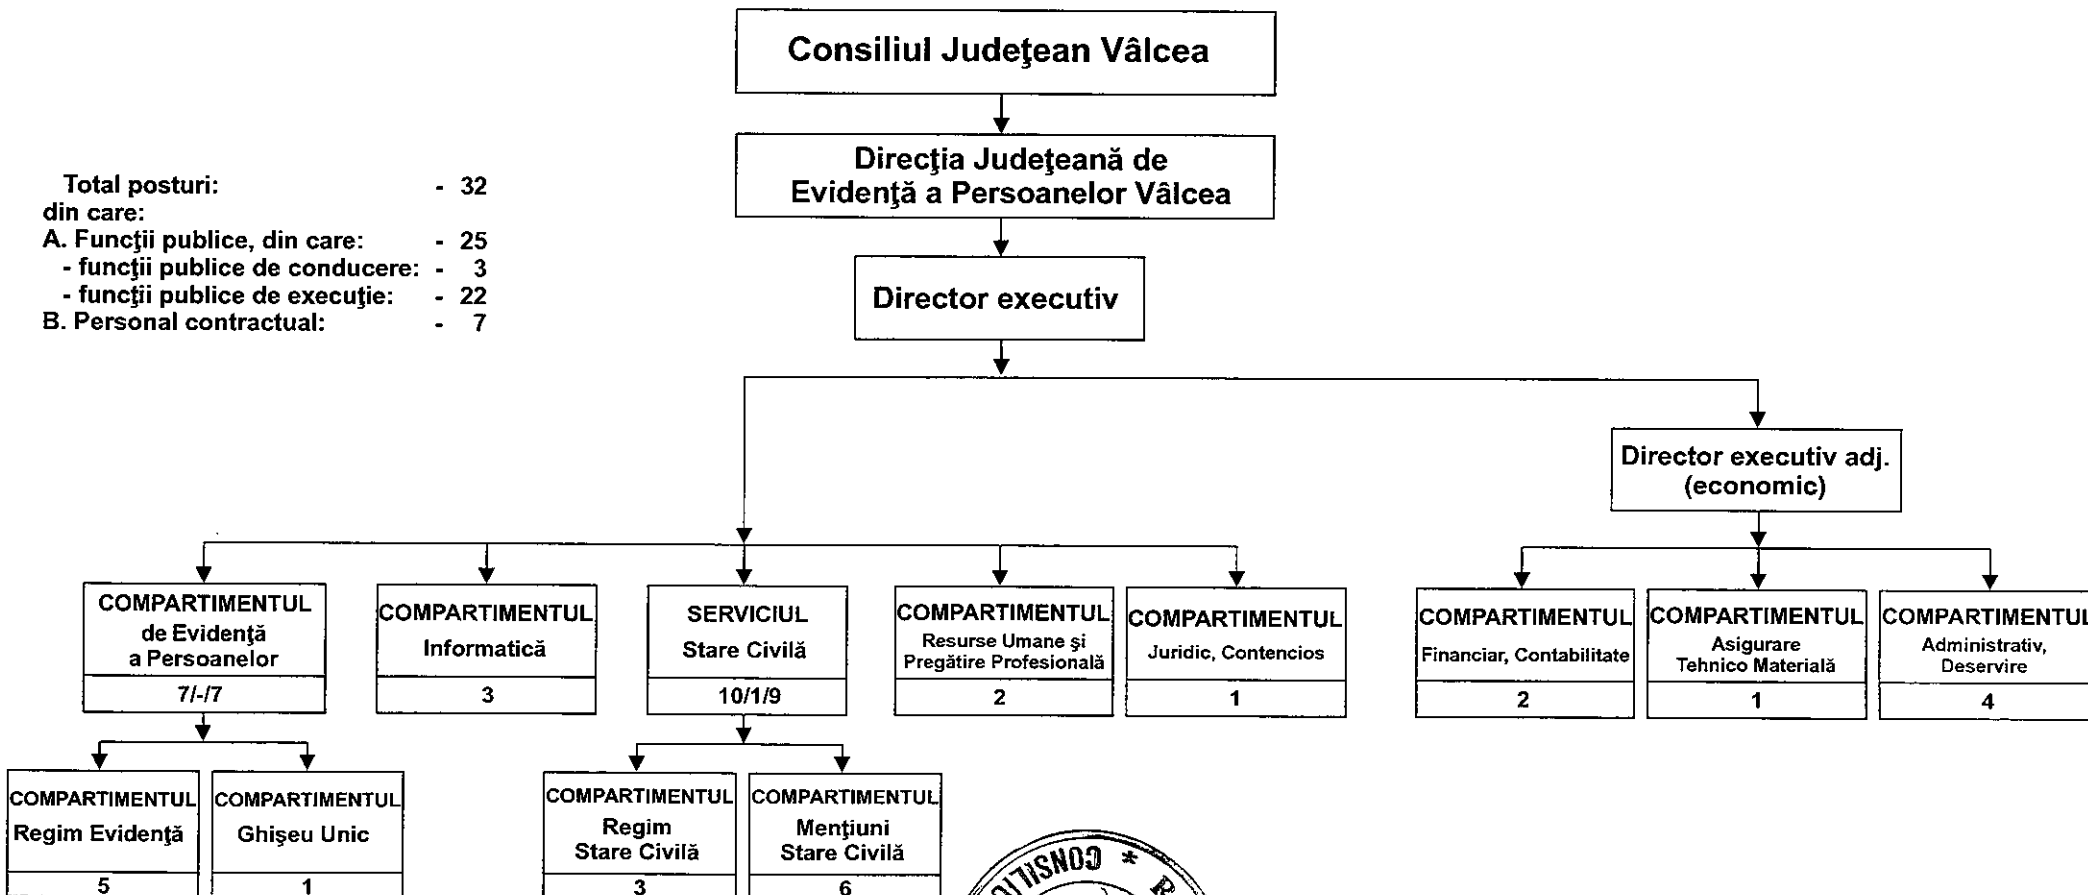 Consiliul Judeţean Vâlcea
Direcţia Judeţeană de
Evidenţă a Persoanelor Vâlcea
Total posturi: - 32
din care:
A. Funcţii publice, din care: - 25
- funcţii publice de conducere: - 3
- funcţii publice de execuţie: - 22
B. Personal contractual: - 7
Director executiv
Director executiv adj.
(economic)
COMPARTIMENTUL
de Evidenţă
a Persoanelor
7/-/7
COMPARTIMENTUL
Informatică
3
SERVICIUL
Stare Civilă
10/1/9
COMPARTIMENTUL
Resurse Umane şi
Pregătire Profesională
2
COMPARTIMENTUL
Juridic, Contencios
1
COMPARTIMENTUL
Financiar, Contabilitate
2
COMPARTIMENTUL
Asigurare
Tehnico Materială
1
COMPARTIMENTUL
Administrativ,
Deservire
4
COMPARTIMENTUL
Regim Evidenţă
5
COMPARTIMENTUL
Ghişeu Unic
1
COMPARTIMENTUL
Regim
Stare Civilă
3
COMPARTIMENTUL
Menţiuni
Stare Civilă
6